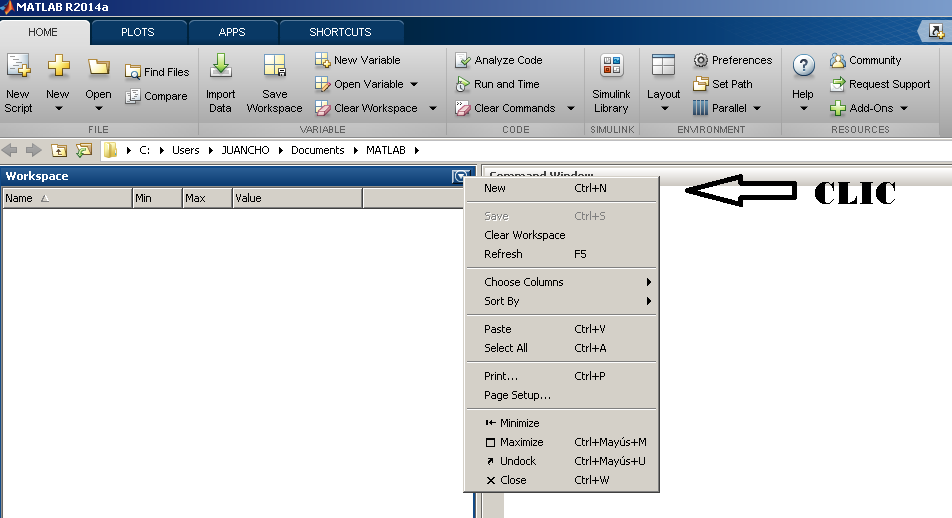 MATLAB R2014a
HOME PLOTS APPS SHORTCUTS
New Script
New
Open
Find Files
Compare
FILE
Import Data
Save Workspace
New Variable
Open Variable
Clear Workspace
VARIABLE
Analyze Code
Run and Time
Clear Commands
CODE
Simulink Library
SIMULINK
Layout
Preferences
Set Path
Parallel
ENVIRONMENT
Help
Community
Request Support
Add-Ons
RESOURCES
C: Users JUANCHO Documents MATLAB
Workspace
Command Window
Name Min Max Value
New Ctrl+N
CLIC
Save Ctrl+S
Clear Workspace
Refresh F5
Choose Columns
Sort By
Paste Ctrl+V
Select All Ctrl+A
Print... Ctrl+P
Page Setup...
Minimize
Maximize Ctrl+Mayús+M
Undock Ctrl+Mayús+U
Close Ctrl+W